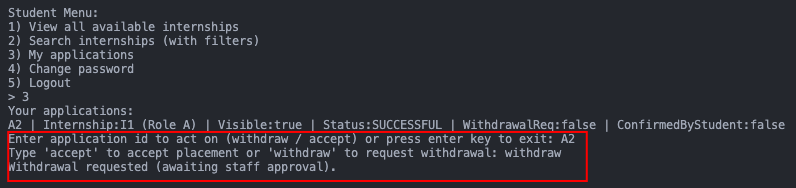 Student Menu:
1) View all available internships
2) Search internships (with filters)
3) My applications
4) Change password
5) Logout
> 3
Your applications:
A2 | Internship:I1 (Role A) | Visible:true | Status:SUCCESSFUL | WithdrawalReq:false | ConfirmedByStudent:false
Enter application id to act on (withdraw / accept) or press enter key to exit: A2
Type 'accept' to accept placement or 'withdraw' to request withdrawal: withdraw
Withdrawal requested (awaiting staff approval).